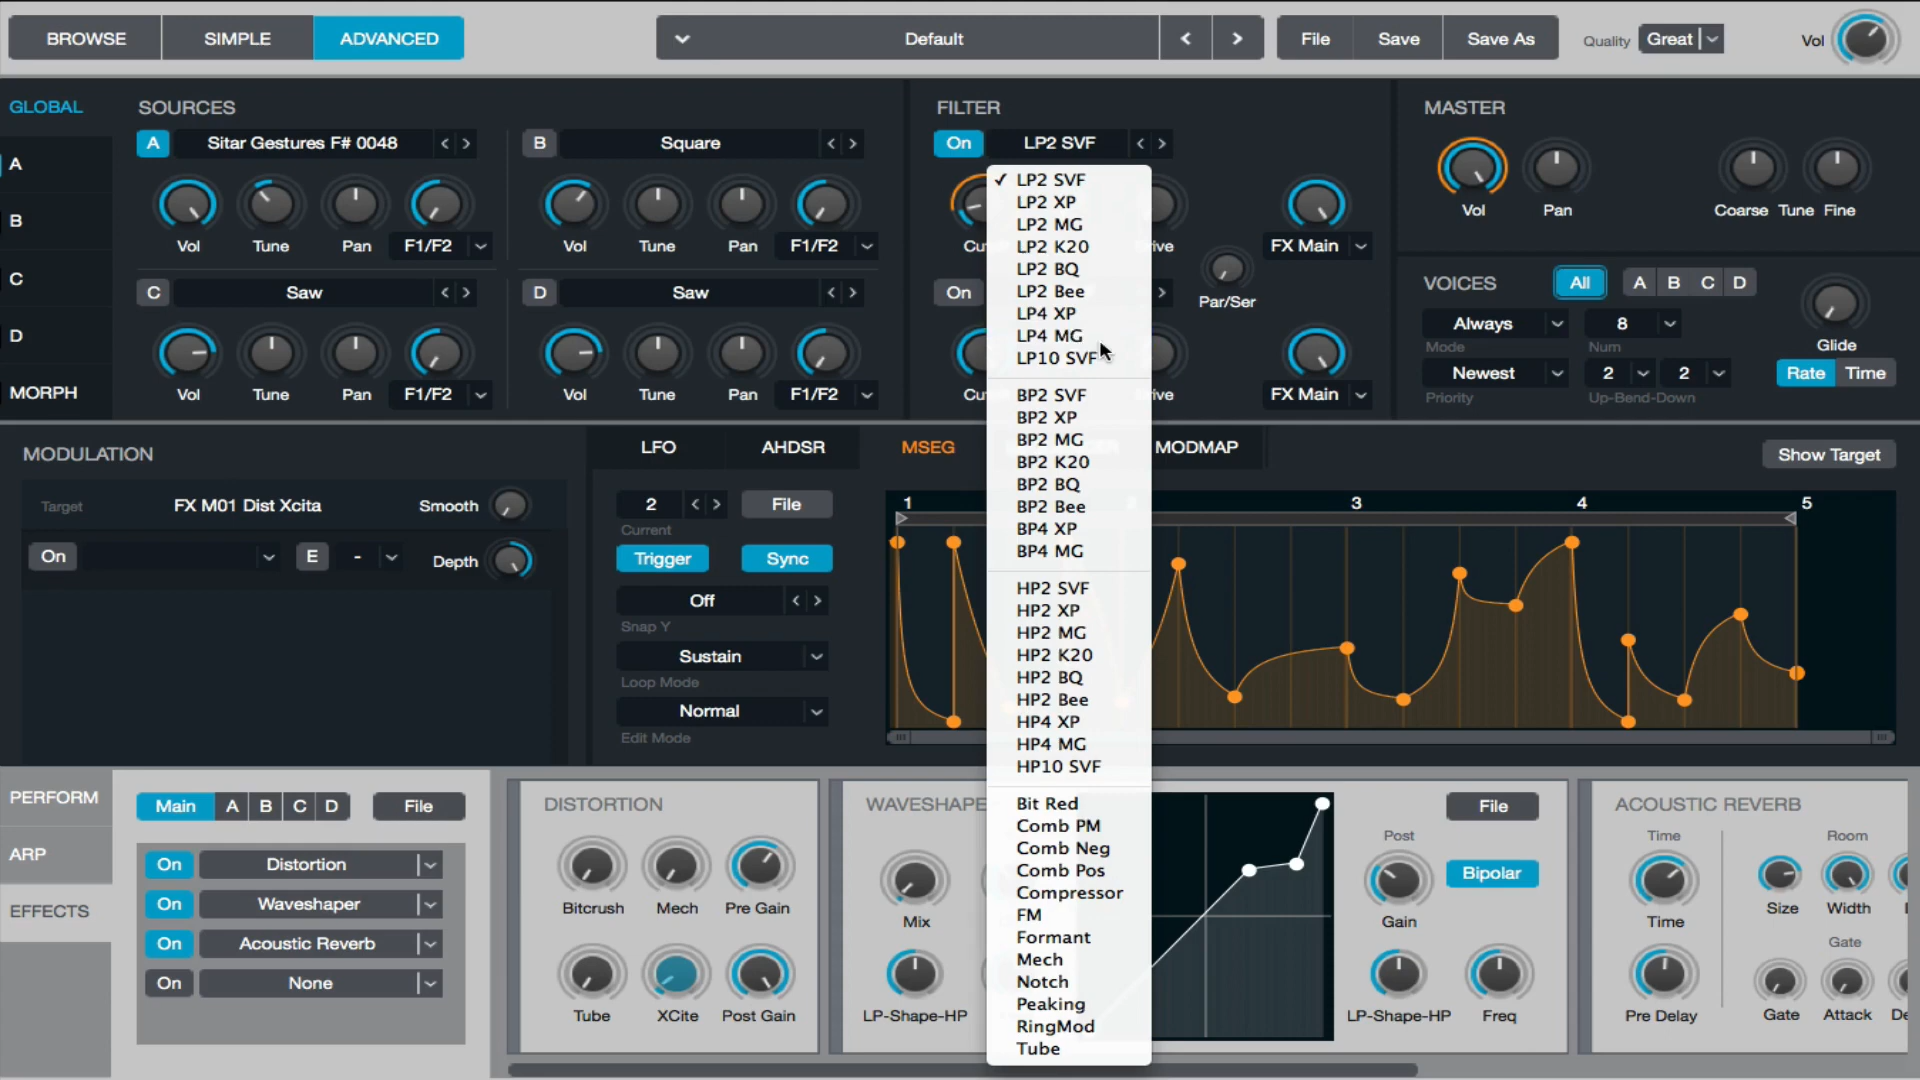 BROWSE SIMPLE ADVANCED Default File Save Save As Quality Great Vol
GLOBAL SOURCES FILTER MASTER
A Sitar Gestures F# 0048 B Square On LP2 SVF
A
B
C
D
MORPH
Vol Tune Pan F1/F2 Vol Tune Pan F1/F2 FX Main
C Saw D Saw On Par/Ser
Vol Tune Pan F1/F2 Vol Tune Pan F1/F2 FX Main
Vol Pan Coarse Tune Fine
VOICES All A B C D
Always 8
Mode Num Glide
Newest 2 2 Rate Time
Priority Up-Bend-Down
✓ LP2 SVF
LP2 XP
LP2 MG
LP2 K20
LP2 BQ
LP2 Bee
LP4 XP
LP4 MG
LP10 SVF
BP2 SVF
BP2 XP
BP2 MG
BP2 K20
BP2 BQ
BP2 Bee
BP4 XP
BP4 MG
HP2 SVF
HP2 XP
HP2 MG
HP2 K20
HP2 BQ
HP2 Bee
HP4 XP
HP4 MG
HP10 SVF
Bit Red
Comb PM
Comb Neg
Comb Pos
Compressor
FM
Formant
Mech
Notch
Peaking
RingMod
Tube
MODULATION LFO AHDSR MSEG MODMAP Show Target
Target FX M01 Dist Xcita Smooth
On E - Depth
2 File
Current
Trigger Sync
Off
Snap Y
Sustain
Loop Mode
Normal
Edit Mode
1 3 4 5
PERFORM
ARP
EFFECTS
Main A B C D File
On Distortion
On Waveshaper
On Acoustic Reverb
On None
DISTORTION
Bitcrush Mech Pre Gain
Tube XCite Post Gain
WAVESHAPE File
Mix
LP-Shape-HP
Post
Gain Bipolar
LP-Shape-HP Freq
ACOUSTIC REVERB
Time Room
Time Size Width
Gate
Pre Delay Gate Attack